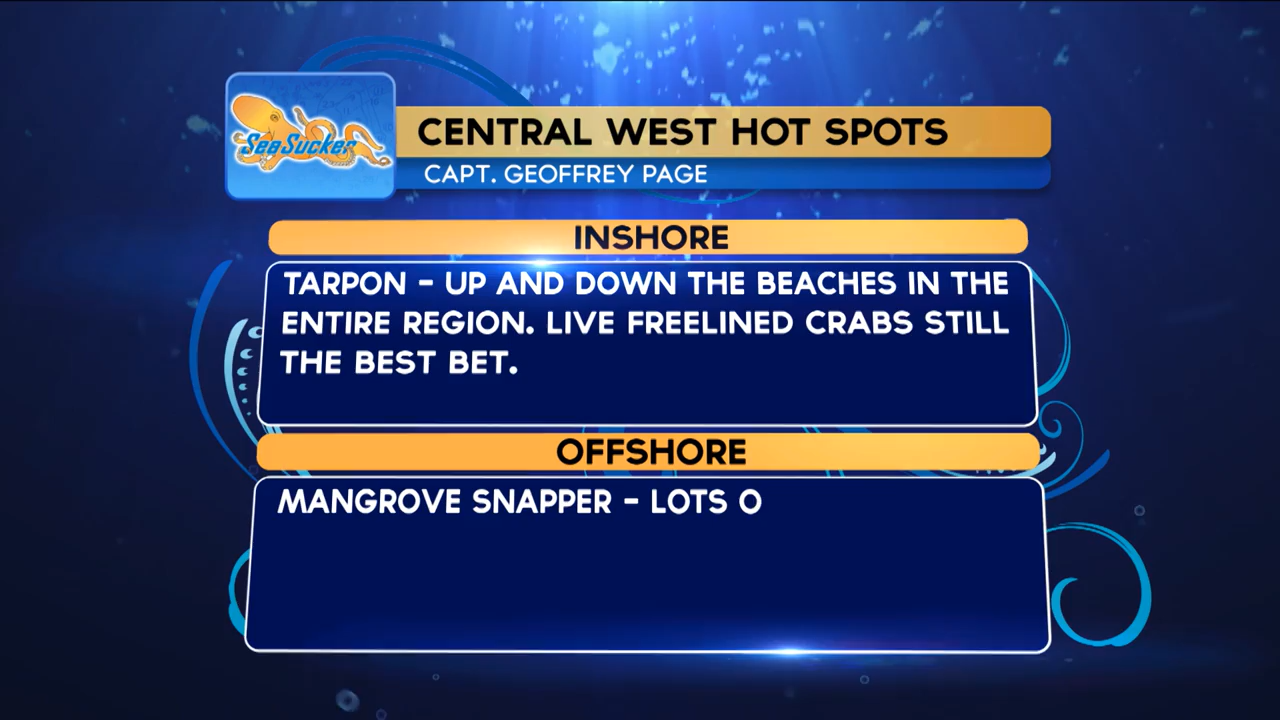 SeaSucker
CENTRAL WEST HOT SPOTS
CAPT. GEOFFREY PAGE
INSHORE
TARPON - UP AND DOWN THE BEACHES IN THE
ENTIRE REGION. LIVE FREELINED CRABS STILL
THE BEST BET.
OFFSHORE
MANGROVE SNAPPER - LOTS O